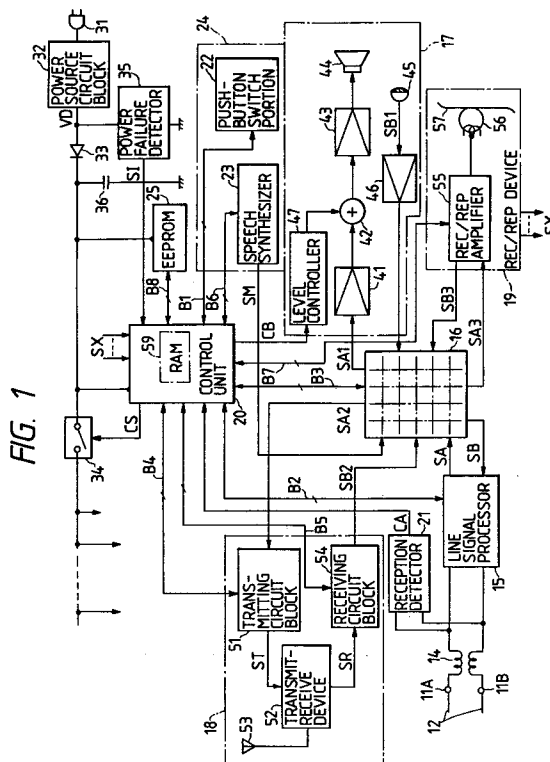 FIG. 1
31
32
POWER SOURCE CIRCUIT BLOCK
VD
35
POWER FAILURE DETECTOR
33
36
SI
34
CS
25
EEPROM
B8
SX
59
RAM
CONTROL UNIT
20
24
22
PUSH-BUTTON SWITCH PORTION
B1
23
SPEECH SYNTHESIZER
B6
SM
CB
B7
B3
17
44
43
45
SB1
46
47
LEVEL CONTROLLER
42
41
SA1
57
56
55
REC/REP AMPLIFIER
REC/REP DEVICE
19
SX
SB3
SA3
16
SA2
SB2
SA
SB
B4
B2
B5
18
51
TRANS-MITTING CIRCUIT BLOCK
54
RECEIVING CIRCUIT BLOCK
ST
SR
52
TRANSMIT-RECEIVE DEVICE
53
CA
21
RECEPTION DETECTOR
LINE SIGNAL PROCESSOR
15
14
11A
11B
12